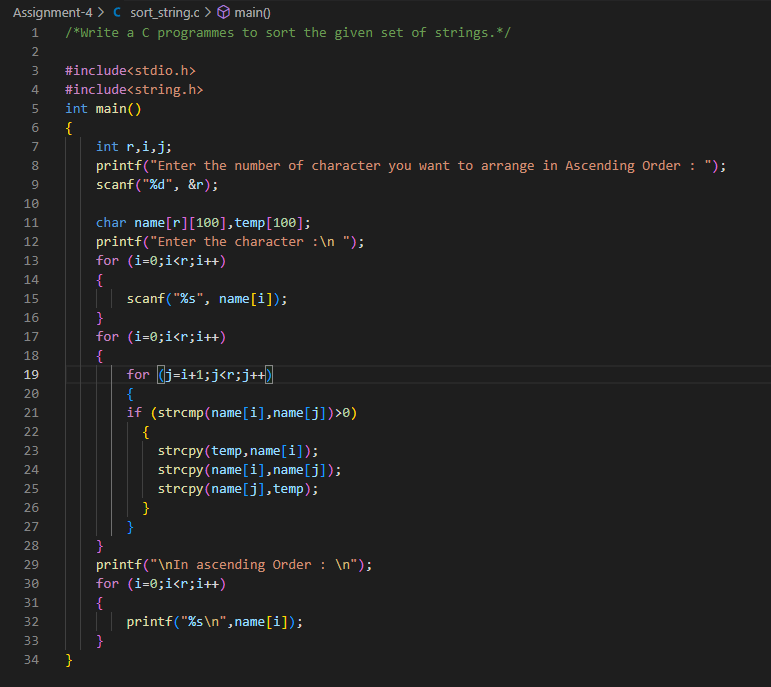 Assignment-4 > C sort_string.c > main()
1 /*Write a C programmes to sort the given set of strings.*/
2
3 #include<stdio.h>
4 #include<string.h>
5 int main()
6 {
7     int r,i,j;
8     printf("Enter the number of character you want to arrange in Ascending Order : ");
9     scanf("%d", &r);
10
11     char name[r][100],temp[100];
12     printf("Enter the character :\n ");
13     for (i=0;i<r;i++)
14     {
15         scanf("%s", name[i]);
16     }
17     for (i=0;i<r;i++)
18     {
19         for (j=i+1;j<r;j++)
20         {
21         if (strcmp(name[i],name[j])>0)
22           {
23             strcpy(temp,name[i]);
24             strcpy(name[i],name[j]);
25             strcpy(name[j],temp);
26           }
27         }
28     }
29     printf("\nIn ascending Order : \n");
30     for (i=0;i<r;i++)
31     {
32         printf("%s\n",name[i]);
33     }
34 }